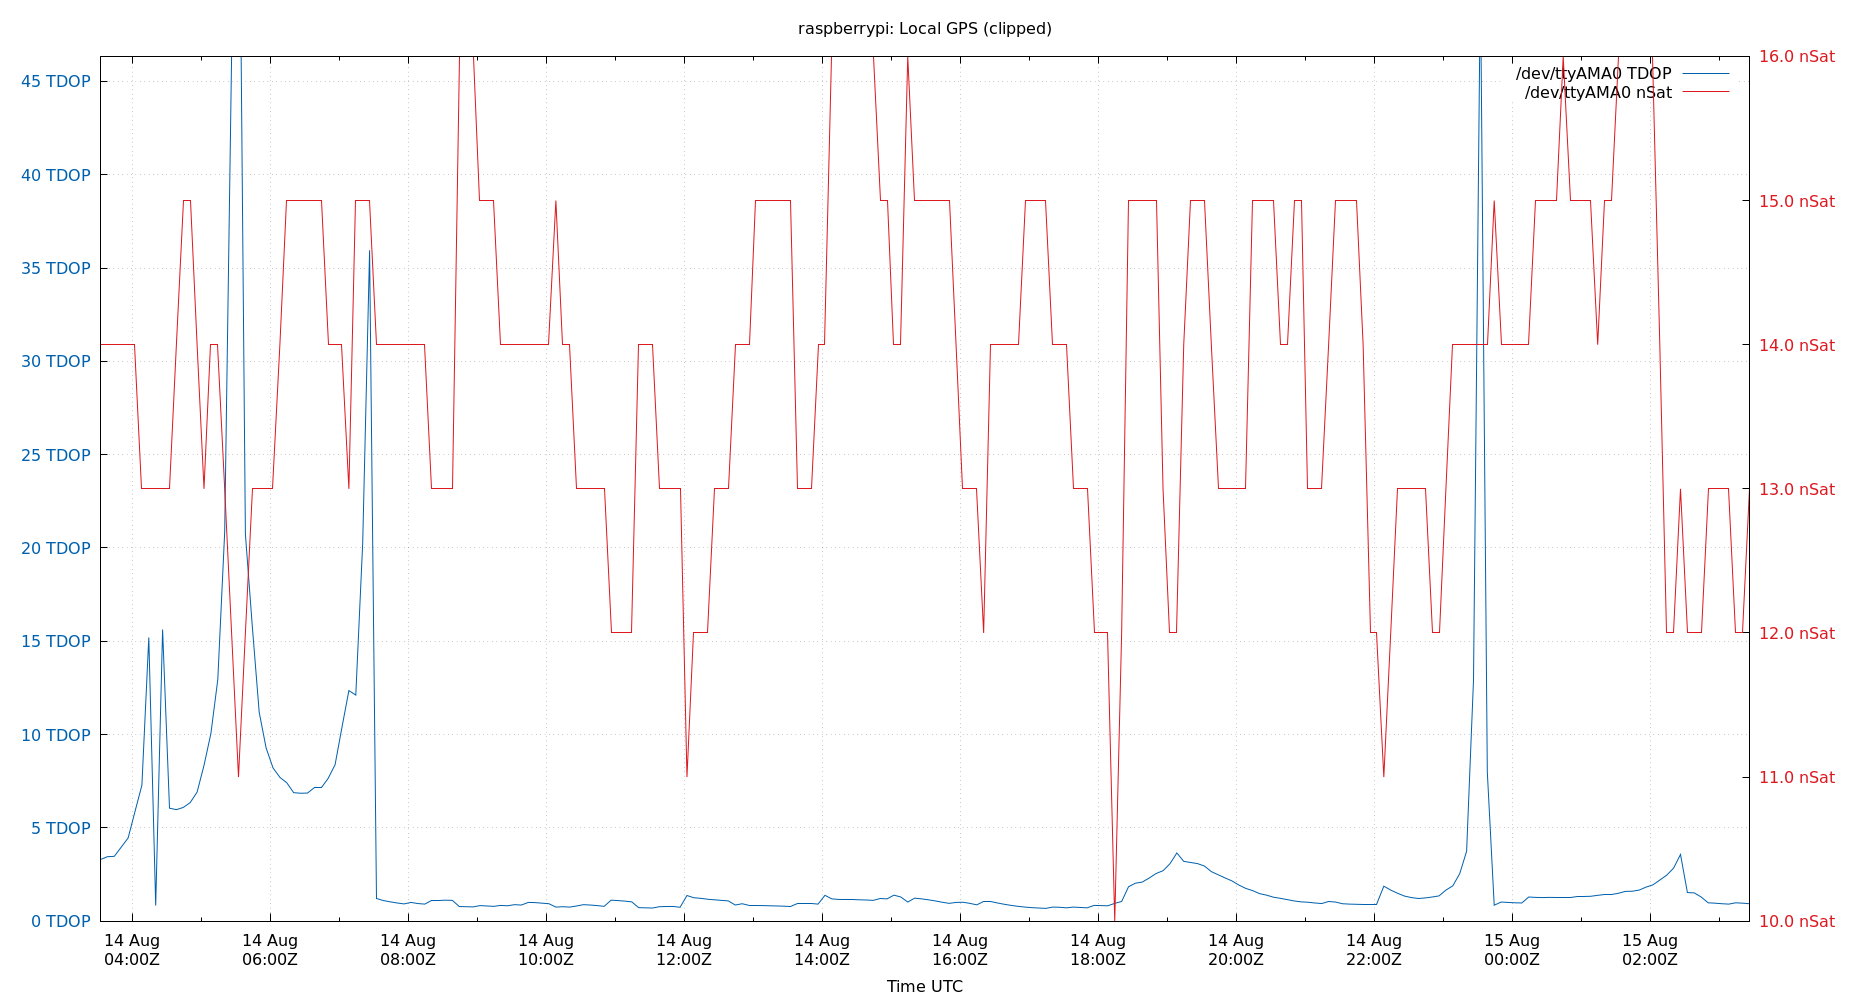 raspberrypi: Local GPS (clipped)
/dev/ttyAMA0 TDOP
/dev/ttyAMA0 nSat
45 TDOP
40 TDOP
35 TDOP
30 TDOP
25 TDOP
20 TDOP
15 TDOP
10 TDOP
5 TDOP
0 TDOP
16.0 nSat
15.0 nSat
14.0 nSat
13.0 nSat
12.0 nSat
11.0 nSat
10.0 nSat
14 Aug
04:00Z
14 Aug
06:00Z
14 Aug
08:00Z
14 Aug
10:00Z
14 Aug
12:00Z
14 Aug
14:00Z
14 Aug
16:00Z
14 Aug
18:00Z
14 Aug
20:00Z
14 Aug
22:00Z
15 Aug
00:00Z
15 Aug
02:00Z
Time UTC